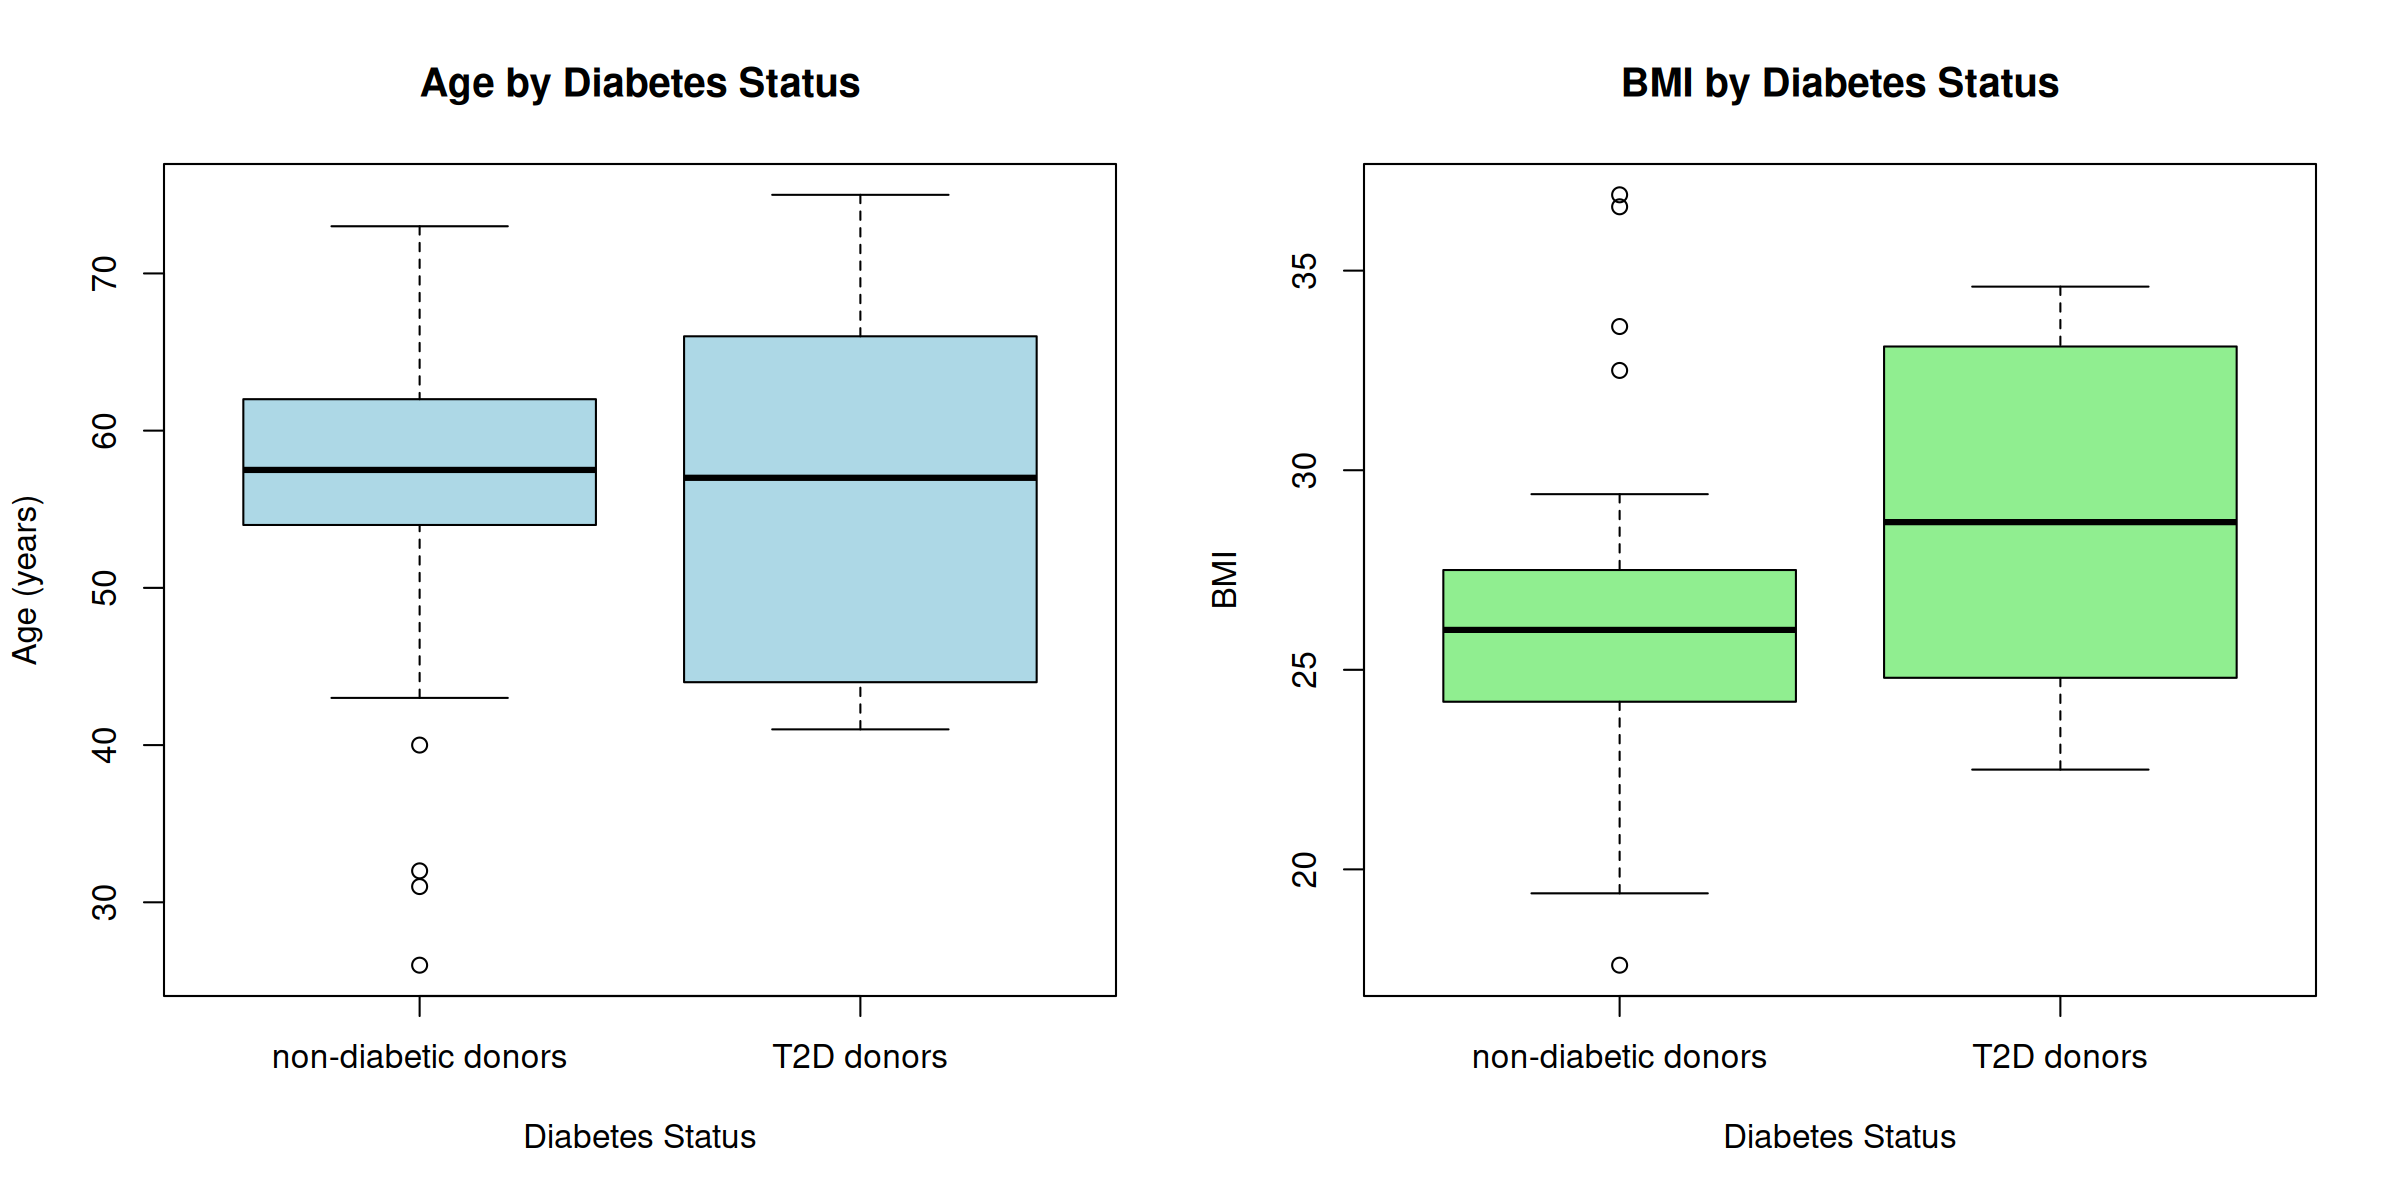 Age by Diabetes Status
Age (years)
70
60
50
40
30
non-diabetic donors
T2D donors
Diabetes Status
BMI by Diabetes Status
BMI
35
30
25
20
non-diabetic donors
T2D donors
Diabetes Status